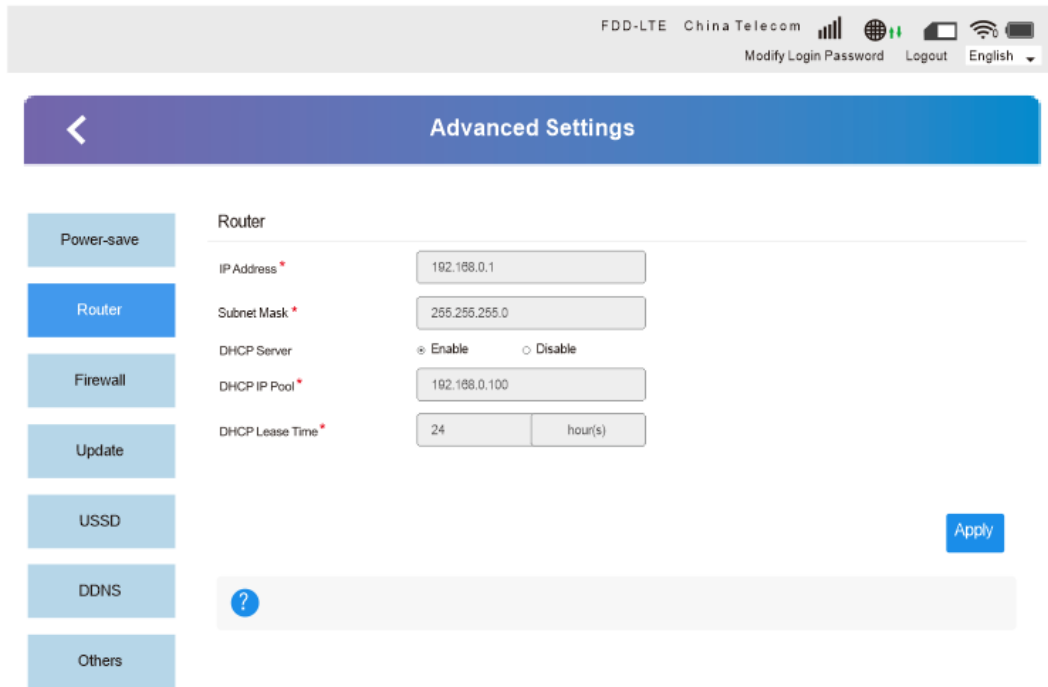 FDD-LTE China Telecom
Modify Login Password Logout English
Advanced Settings
Power-save
Router
Firewall
Update
USSD
DDNS
Others
Router
IP Address *
192.168.0.1
Subnet Mask *
255.255.255.0
DHCP Server
Enable
Disable
DHCP IP Pool *
192.168.0.100
DHCP Lease Time *
24
hour(s)
Apply
?